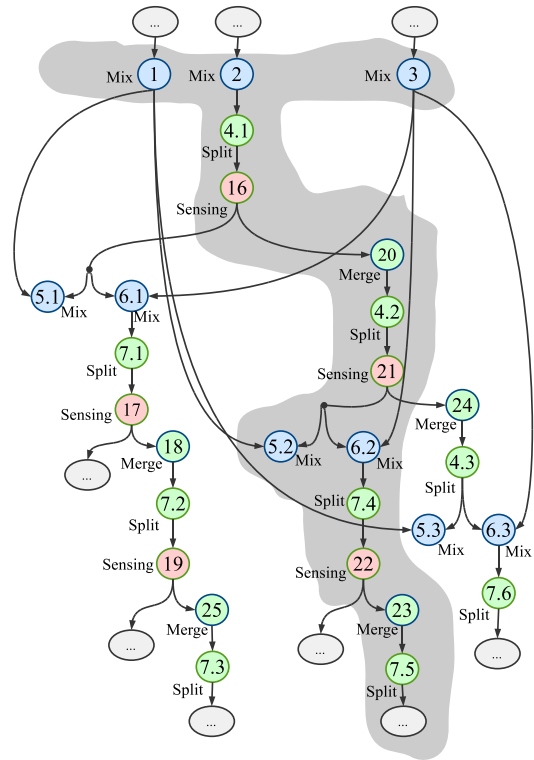 ... ... ...
Mix 1 Mix 2 Mix 3
4.1
Split
16
Sensing
20
Merge
5.1 Mix 6.1 Mix
4.2
Split
7.1
Split
Sensing 21
Sensing 17
24
Merge
...
18
Merge
5.2 Mix 6.2 Mix
4.3
Split
7.2
Split
Split 7.4
5.3 Mix 6.3 Mix
Sensing 19
Sensing 22
7.6
Split
25
Merge
23
Merge
... ... ...
7.3
Split
7.5
Split
... ...